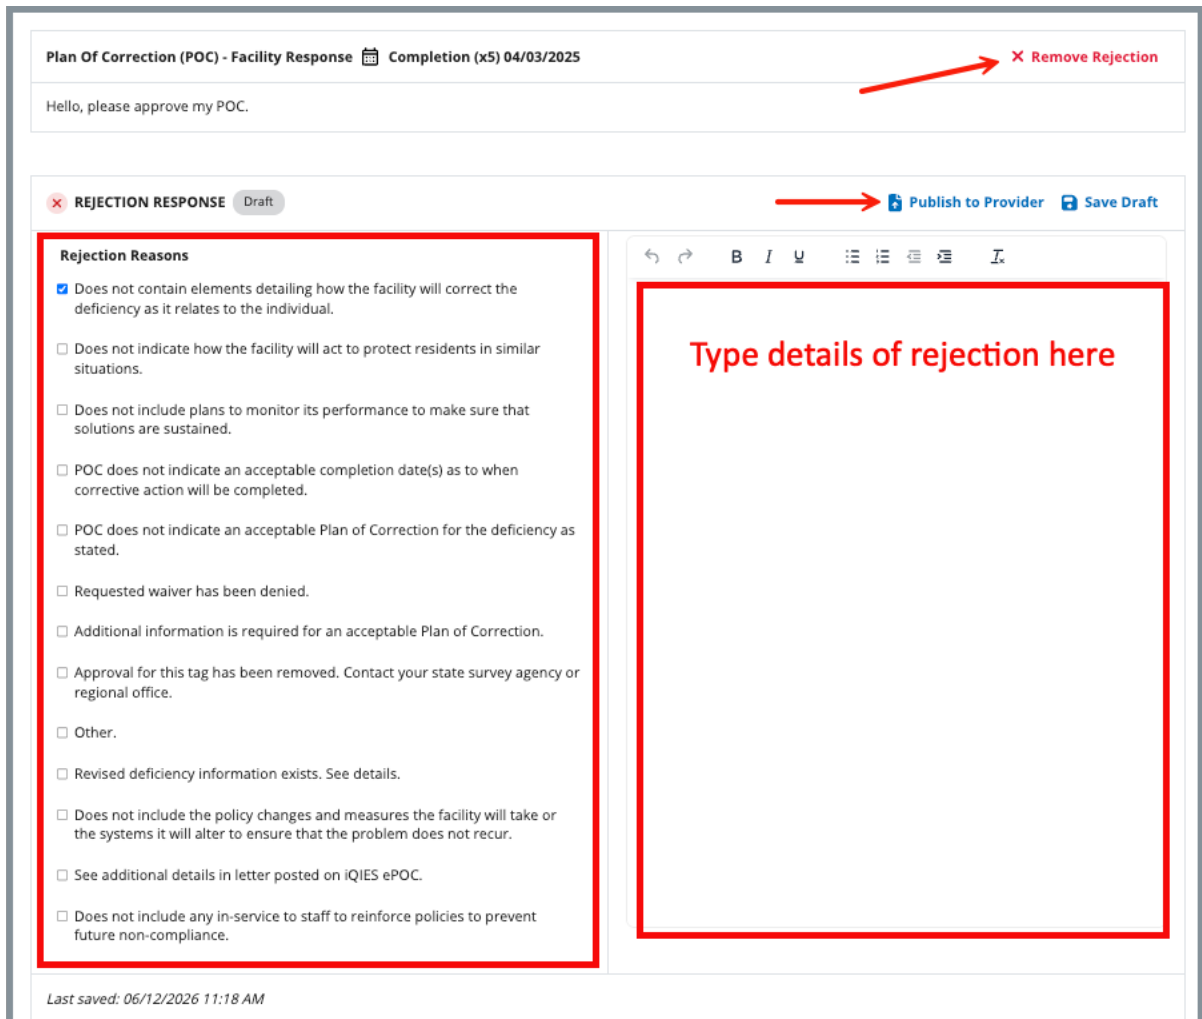 Plan Of Correction (POC) - Facility Response Completion (x5) 04/03/2025
Remove Rejection
Hello, please approve my POC.
REJECTION RESPONSE Draft
Publish to Provider Save Draft
Rejection Reasons
Does not contain elements detailing how the facility will correct the
deficiency as it relates to the individual.
Does not indicate how the facility will act to protect residents in similar
situations.
Does not include plans to monitor its performance to make sure that
solutions are sustained.
POC does not indicate an acceptable completion date(s) as to when
corrective action will be completed.
POC does not indicate an acceptable Plan of Correction for the deficiency as
stated.
Requested waiver has been denied.
Additional information is required for an acceptable Plan of Correction.
Approval for this tag has been removed. Contact your state survey agency or
regional office.
Other.
Revised deficiency information exists. See details.
Does not include the policy changes and measures the facility will take or
the systems it will alter to ensure that the problem does not recur.
See additional details in letter posted on iQIES ePOC.
Does not include any in-service to staff to reinforce policies to prevent
future non-compliance.
B I U
Type details of rejection here
Last saved: 06/12/2026 11:18 AM